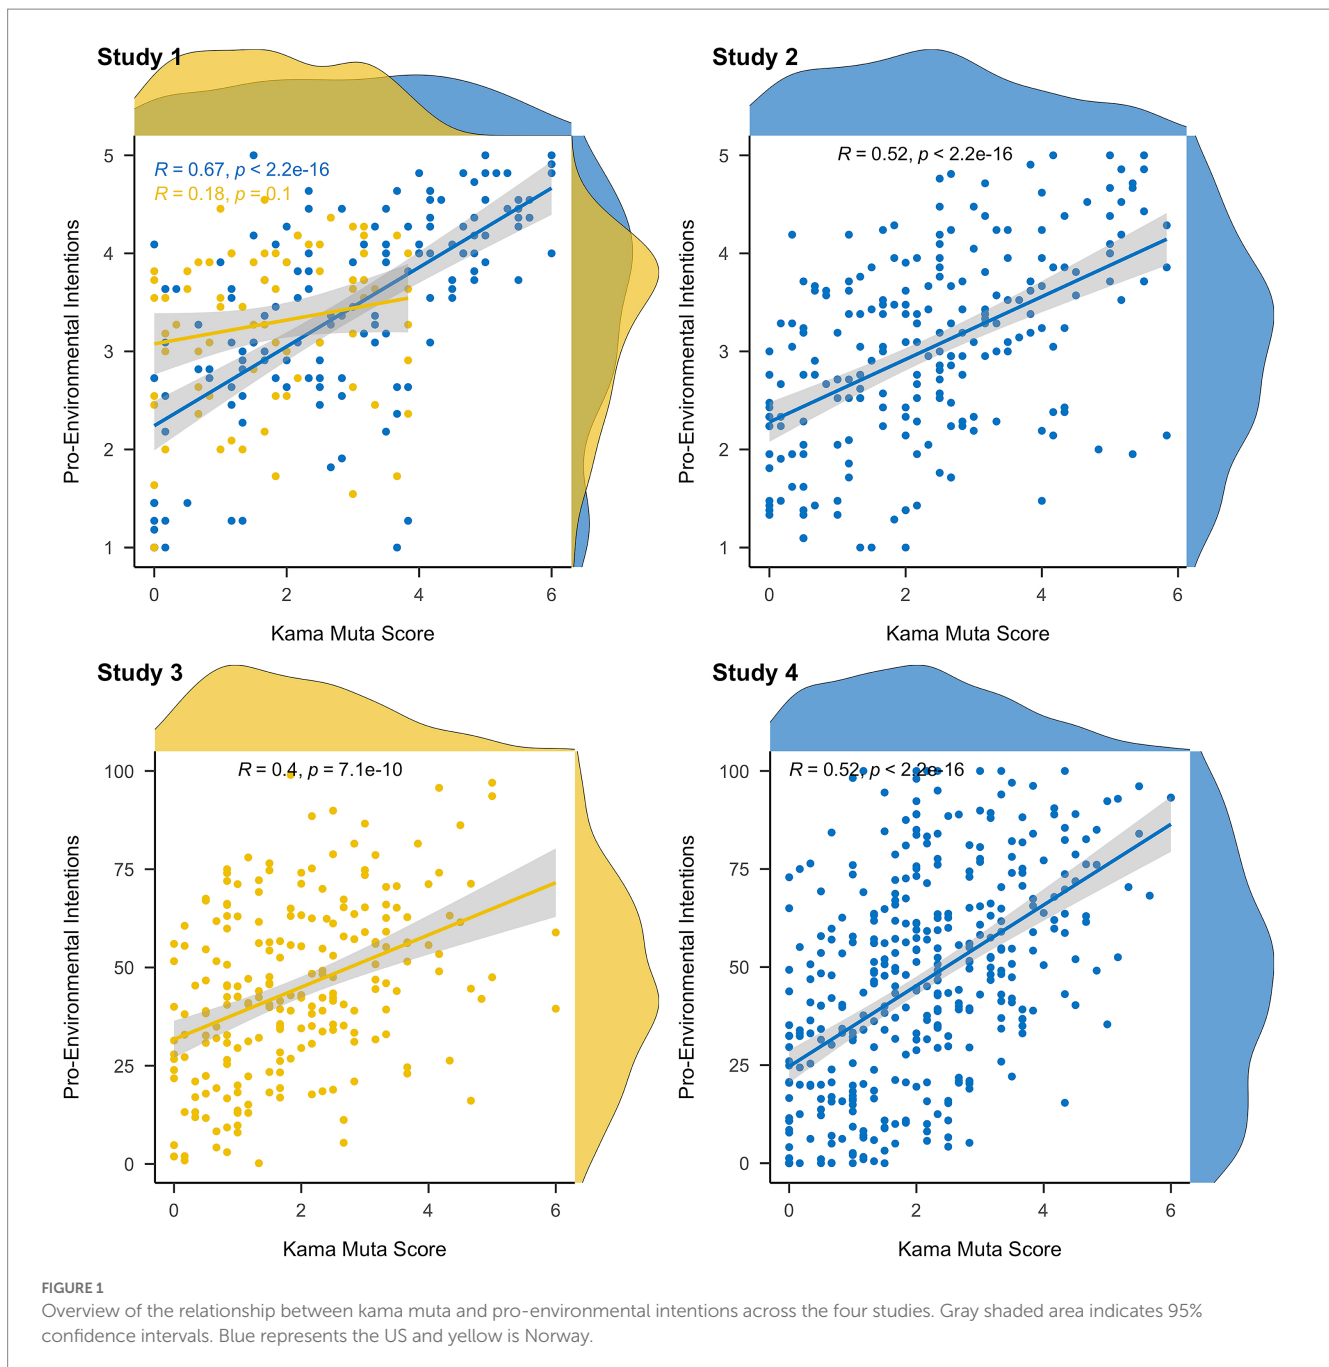 Study 1
R = 0.67, p < 2.2e-16
R = 0.18, p = 0.1
5
4
3
2
1
Pro-Environmental Intentions
0 2 4 6
Kama Muta Score
Study 2
R = 0.52, p < 2.2e-16
5
4
3
2
1
Pro-Environmental Intentions
0 2 4 6
Kama Muta Score
Study 3
R = 0.4, p = 7.1e-10
100
75
50
25
0
Pro-Environmental Intentions
0 2 4 6
Kama Muta Score
Study 4
R = 0.52, p < 2.2e-16
100
75
50
25
0
Pro-Environmental Intentions
0 2 4 6
Kama Muta Score
FIGURE 1
Overview of the relationship between kama muta and pro-environmental intentions across the four studies. Gray shaded area indicates 95%
confidence intervals. Blue represents the US and yellow is Norway.